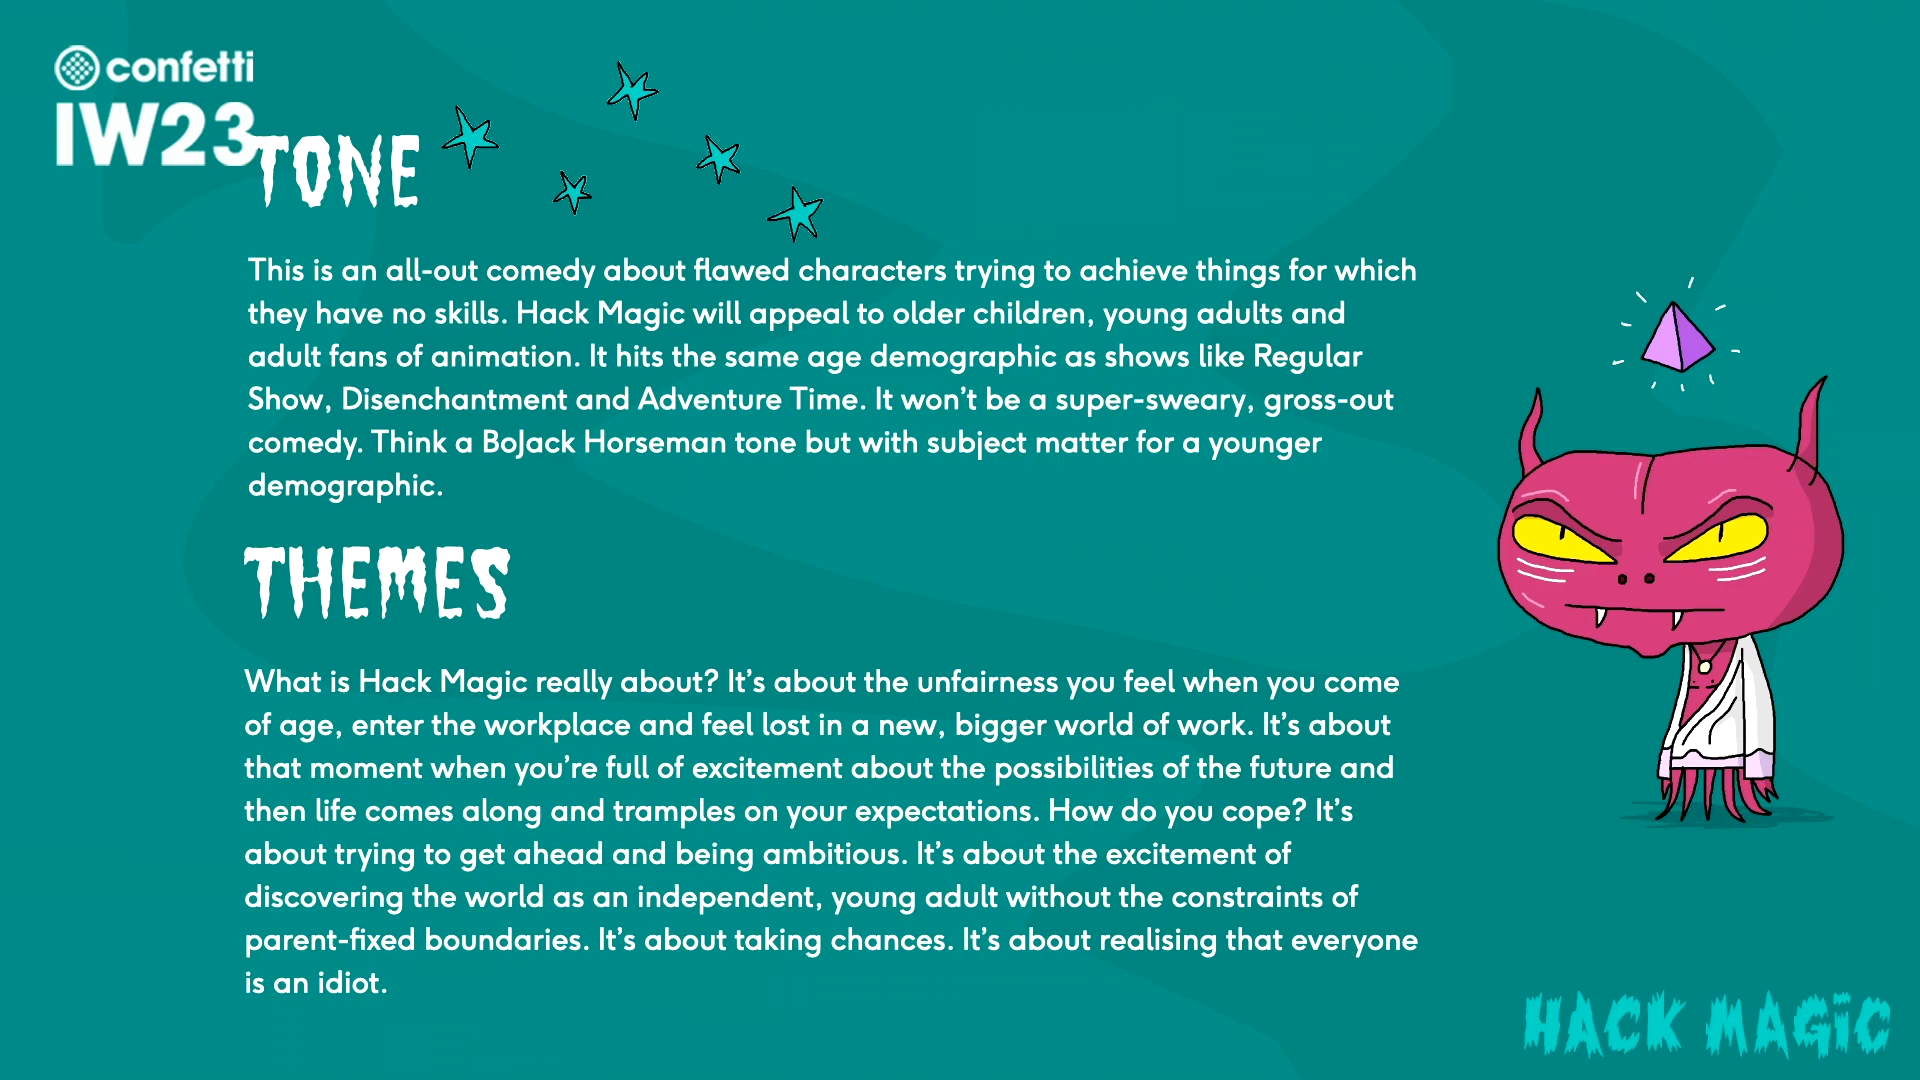 confetti
IW23
TONE
This is an all-out comedy about flawed characters trying to achieve things for which
they have no skills. Hack Magic will appeal to older children, young adults and
adult fans of animation. It hits the same age demographic as shows like Regular
Show, Disenchantment and Adventure Time. It won’t be a super-sweary, gross-out
comedy. Think a BoJack Horseman tone but with subject matter for a younger
demographic.
THEMES
What is Hack Magic really about? It’s about the unfairness you feel when you come
of age, enter the workplace and feel lost in a new, bigger world of work. It’s about
that moment when you’re full of excitement about the possibilities of the future and
then life comes along and tramples on your expectations. How do you cope? It’s
about trying to get ahead and being ambitious. It’s about the excitement of
discovering the world as an independent, young adult without the constraints of
parent-fixed boundaries. It’s about taking chances. It’s about realising that everyone
is an idiot.
HACK MAGIC